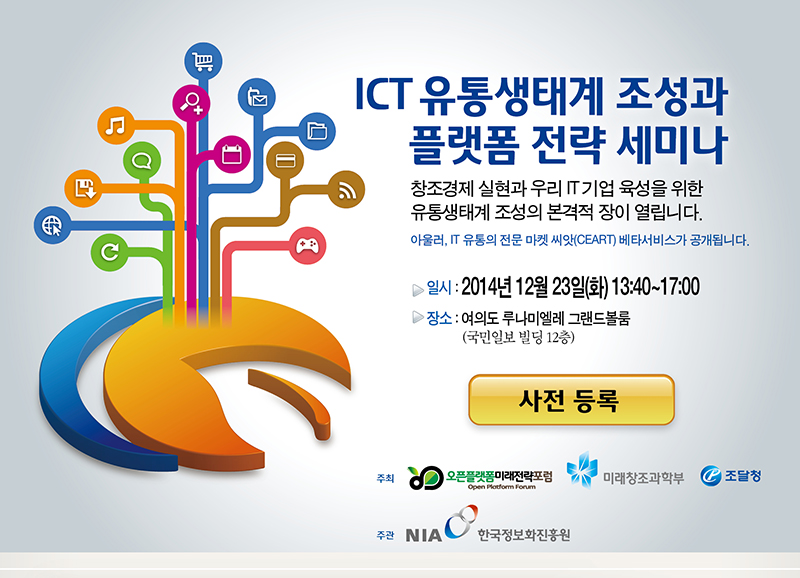 ICT 유통생태계 조성과
플랫폼 전략 세미나
창조경제 실현과 우리 IT 기업 육성을 위한
유통생태계 조성의 본격적 장이 열립니다.
아울러, IT 유통의 전문 마켓 씨앗(CEART) 베타서비스가 공개됩니다.
일시 : 2014년 12월 23일(화) 13:40~17:00
장소 : 여의도 루나미엘레 그랜드볼룸
(국민일보 빌딩 12층)
사전 등록
주최 오픈플랫폼미래전략포럼 미래창조과학부 조달청
Open Platform Forum
주관 NIA 한국정보화진흥원